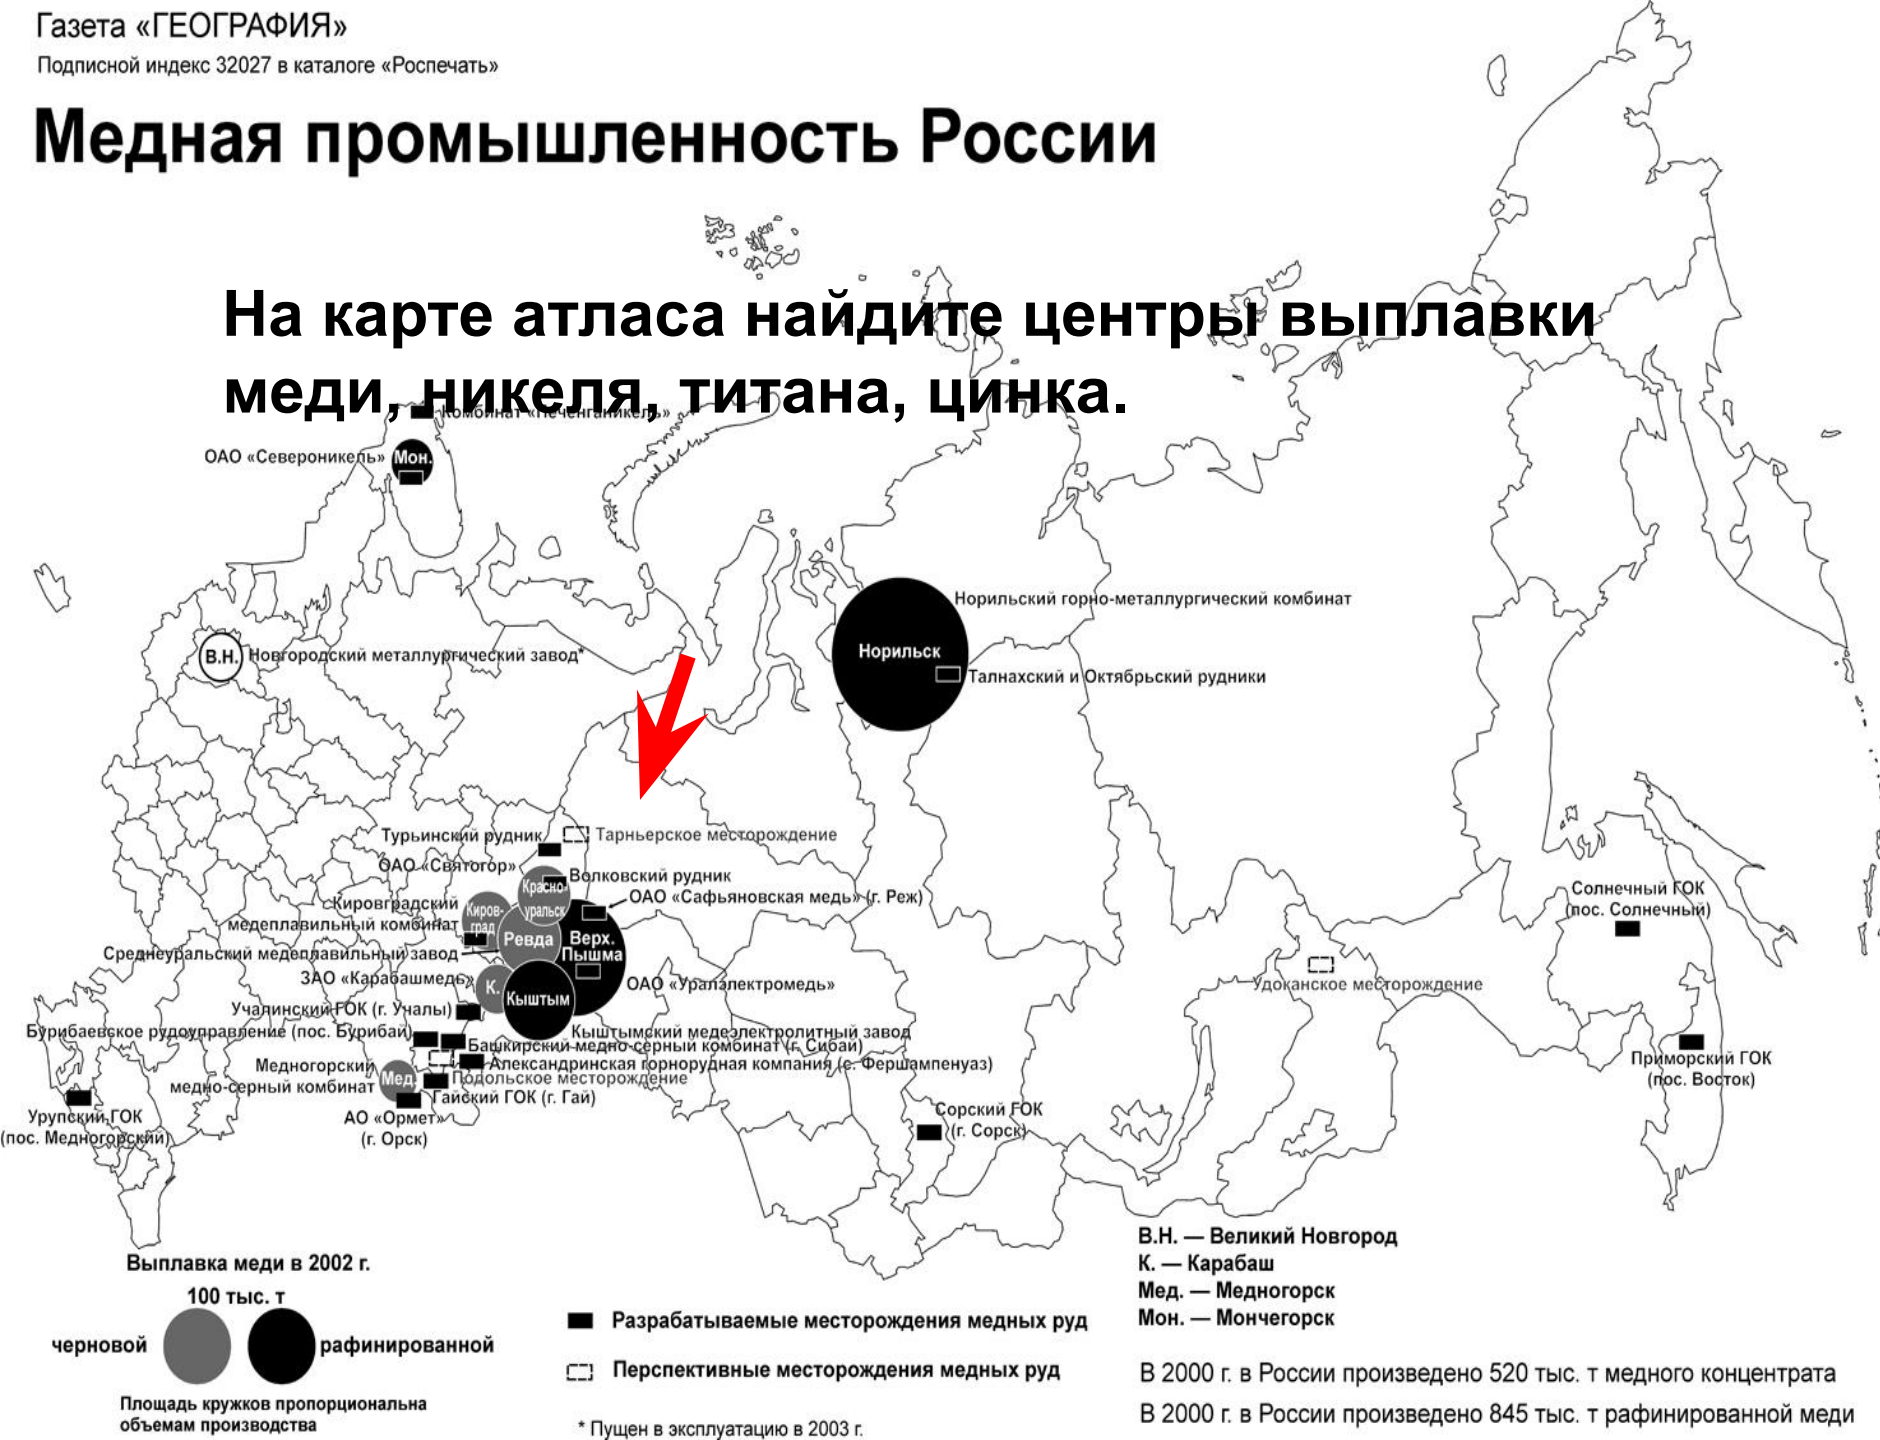 Газета «ГЕОГРАФИЯ»
Подписной индекс 32027 в каталоге «Роспечать»
Медная промышленность России
На карте атласа найдите центры выплавки
меди, никеля, титана, цинка.
Комбинат «Печенганикель»
ОАО «Североникель»
Мон.
Норильский горно-металлургический комбинат
В.Н.
Новгородский металлургический завод*
Норильск
Талнахский и Октябрьский рудники
Турьинский рудник
Тарньерское месторождение
ОАО «Святогор»
Волковский рудник
Красно-
уральск
ОАО «Сафьяновская медь» (г. Реж)
Кировградский
медеплавильный комбинат
Киров-
град
Ревда
Верх.
Пышма
Среднеуральский медеплавильный завод
ЗАО «Карабашмедь»
К.
Кыштым
ОАО «Уралэлектромедь»
Учалинский ГОК (г. Учалы)
Бурибаевское рудоуправление (пос. Бурибай)
Кыштымский медеэлектролитный завод
Башкирский медно-серный комбинат (г. Сибай)
Александринская горнорудная компания (с. Фершампенуаз)
Медногорский
медно-серный комбинат
Мед.
Подольское месторождение
Гайский ГОК (г. Гай)
АО «Ормет»
(г. Орск)
Урупский ГОК
(пос. Медногорский)
Сорский ГОК
(г. Сорск)
Солнечный ГОК
(пос. Солнечный)
Удоканское месторождение
Приморский ГОК
(пос. Восток)
Выплавка меди в 2002 г.
100 тыс. т
черновой
рафинированной
Площадь кружков пропорциональна
объемам производства
Разрабатываемые месторождения медных руд
Перспективные месторождения медных руд
* Пущен в эксплуатацию в 2003 г.
В.Н. — Великий Новгород
К. — Карабаш
Мед. — Медногорск
Мон. — Мончегорск
В 2000 г. в России произведено 520 тыс. т медного концентрата
В 2000 г. в России произведено 845 тыс. т рафинированной меди